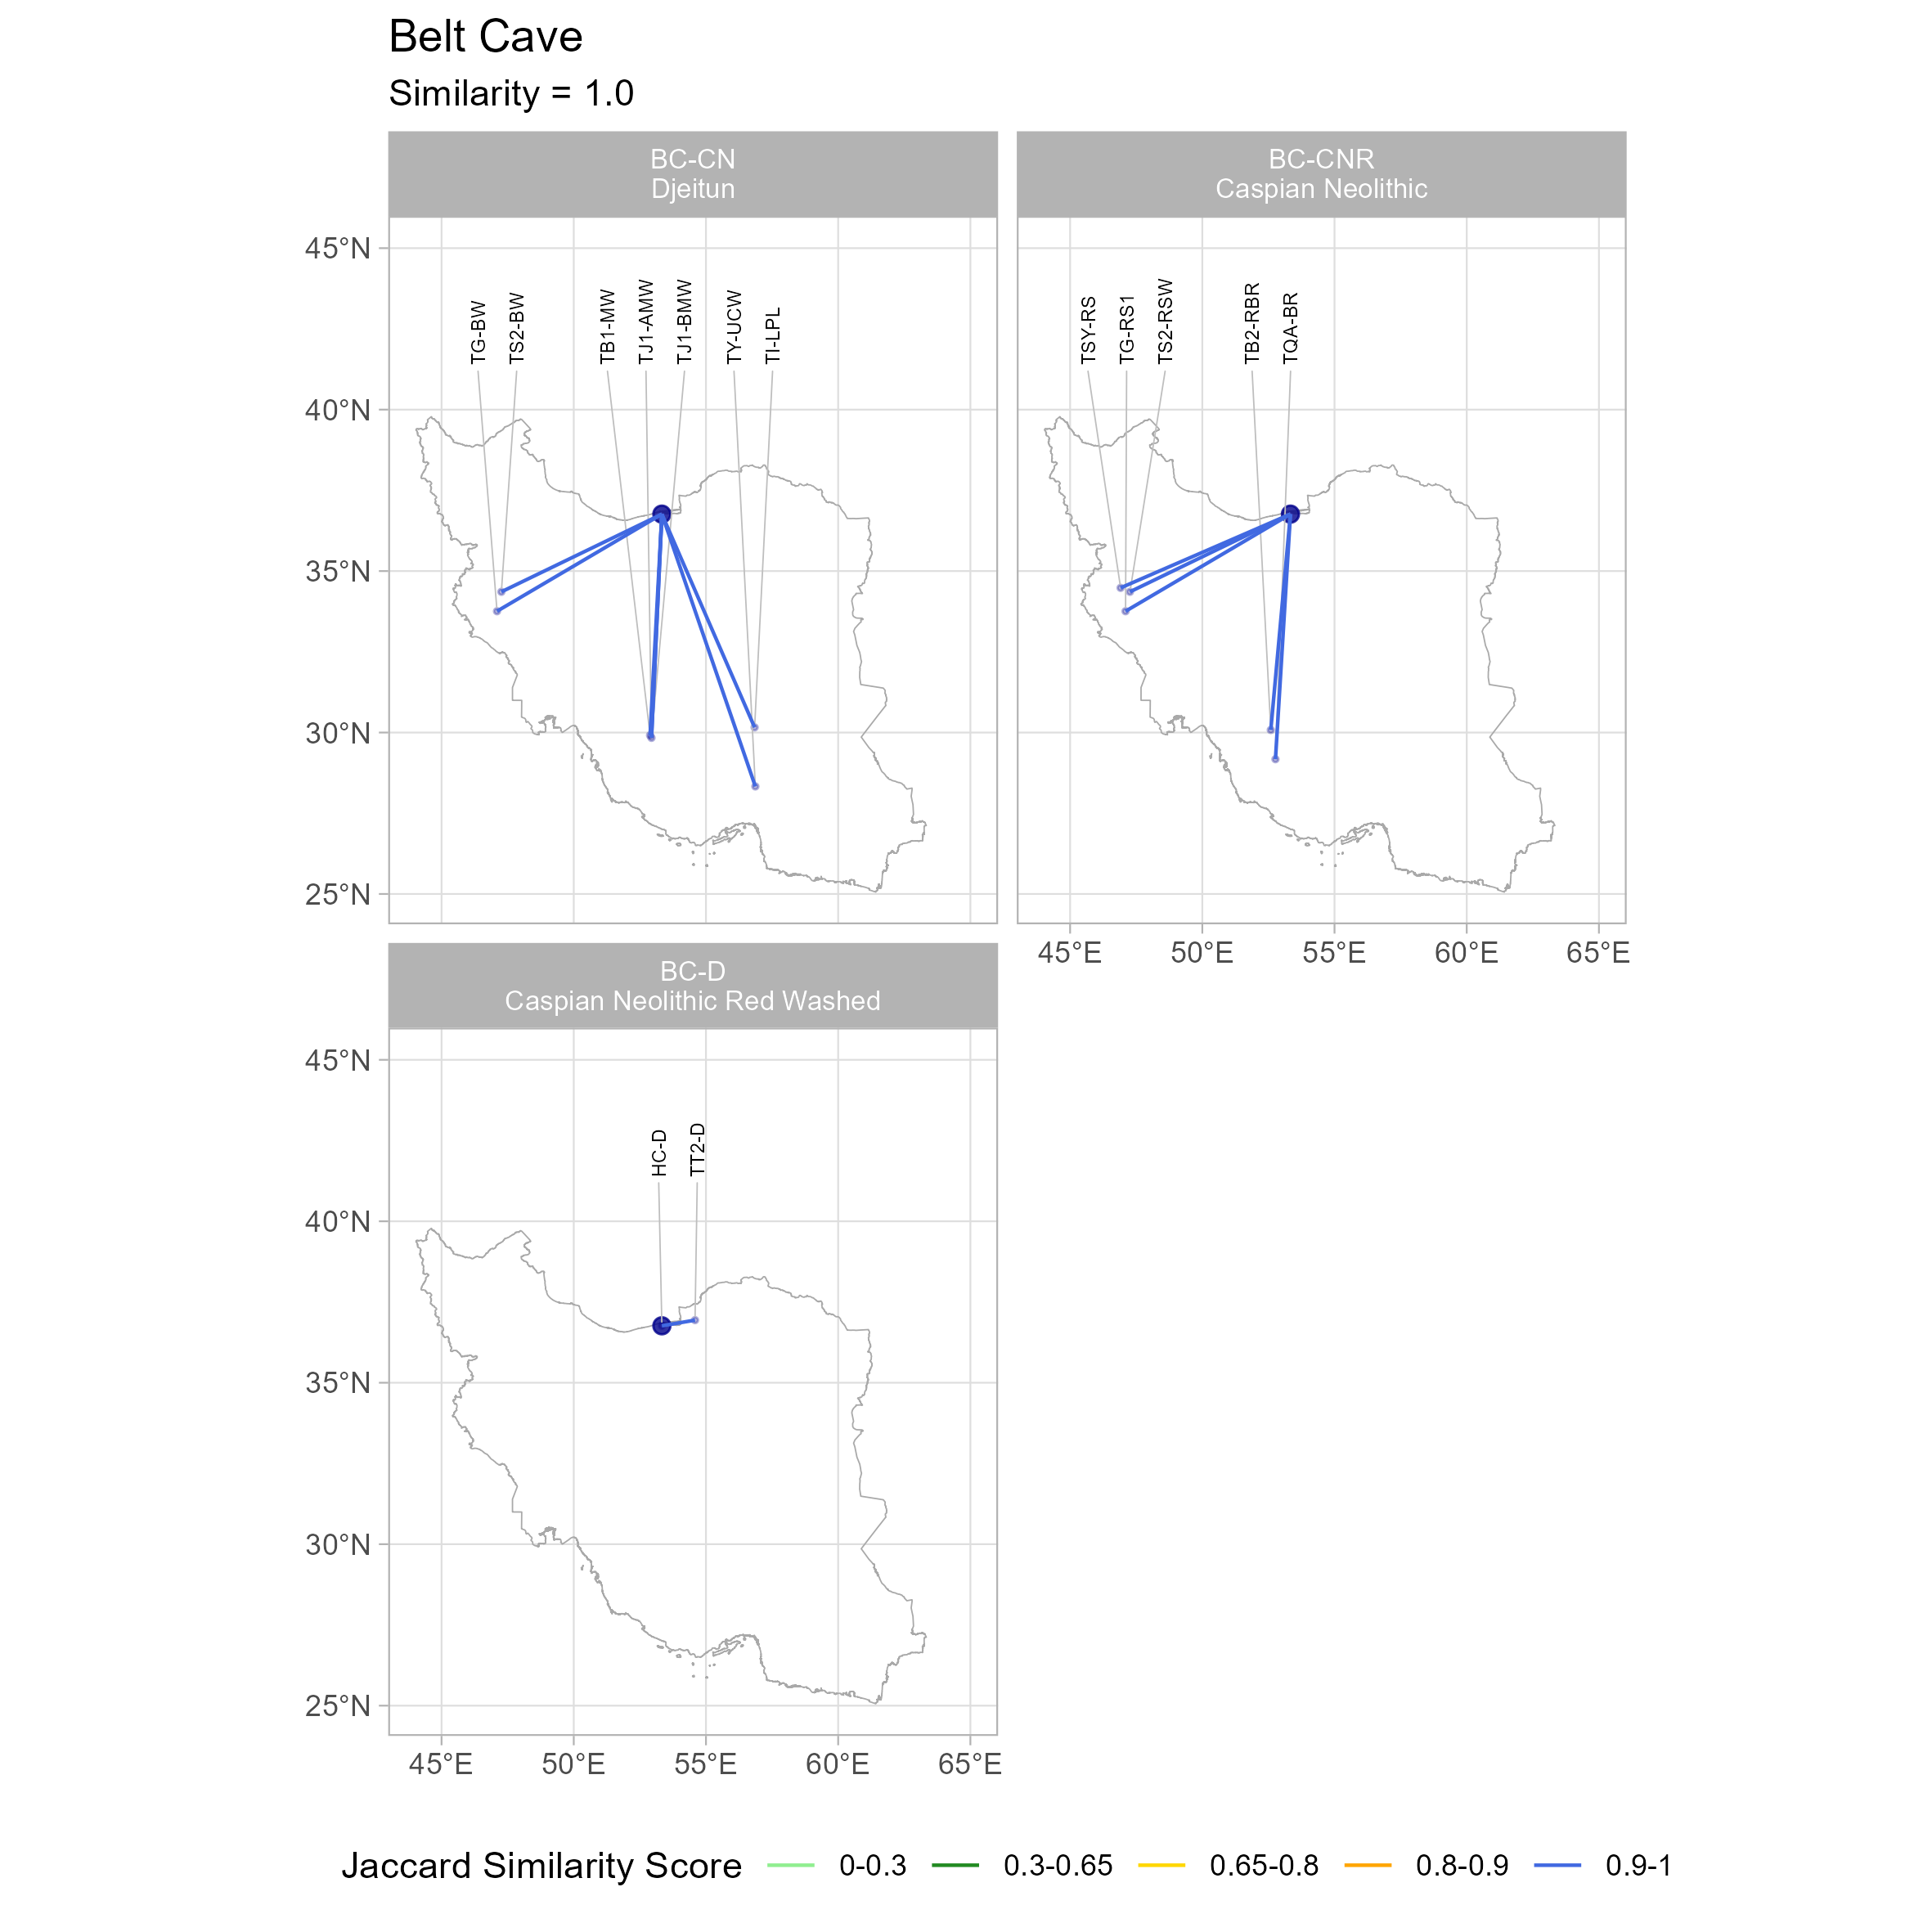 Belt Cave
Similarity = 1.0
BC-CN
Djeitun
BC-CNR
Caspian Neolithic
45°N
40°N
35°N
30°N
25°N
TG-BW
TS2-BW
TB1-MW
TJ1-AMW
TJ1-BMW
TY-UCW
TI-LPL
TSY-RS
TG-RS1
TS2-RSW
TB2-RBR
TQA-BR
45°E 50°E 55°E 60°E 65°E
BC-D
Caspian Neolithic Red Washed
45°N
40°N
35°N
30°N
25°N
HC-D
TT2-D
45°E 50°E 55°E 60°E 65°E
Jaccard Similarity Score 0-0.3 0.3-0.65 0.65-0.8 0.8-0.9 0.9-1